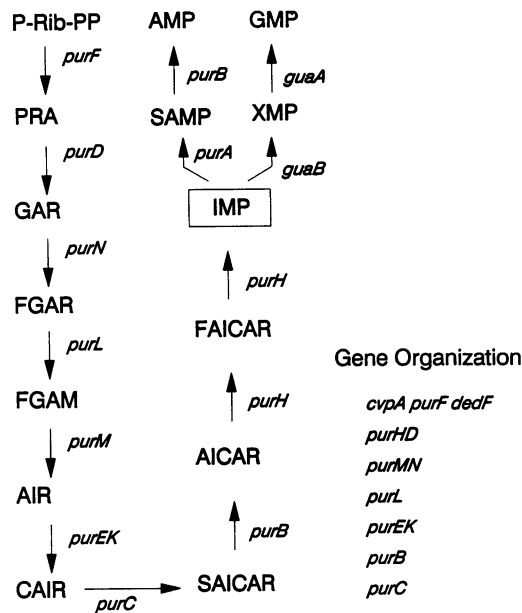 P-Rib-PP
purF
PRA
purD
GAR
purN
FGAR
purL
FGAM
purM
AIR
purEK
CAIR
purC
SAICAR
purB
AICAR
purH
FAICAR
purH
IMP
purA
SAMP
purB
AMP
guaB
XMP
guaA
GMP
Gene Organization
cvpA purF dedF
purHD
purMN
purL
purEK
purB
purC